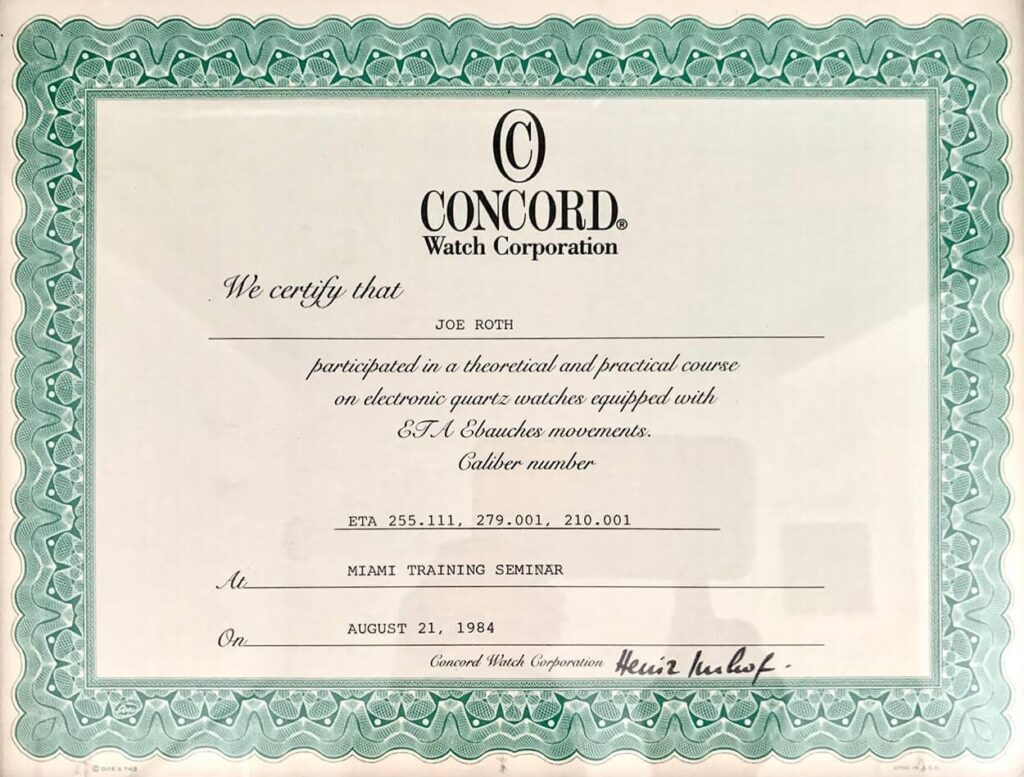 ©
CONCORD®
Watch Corporation
We certify that
JOE ROTH
participated in a theoretical and practical course
on electronic quartz watches equipped with
ETA Ebauches movements.
Caliber number
ETA 255.111, 279.001, 210.001
At MIAMI TRAINING SEMINAR
On AUGUST 21, 1984
Concord Watch Corporation